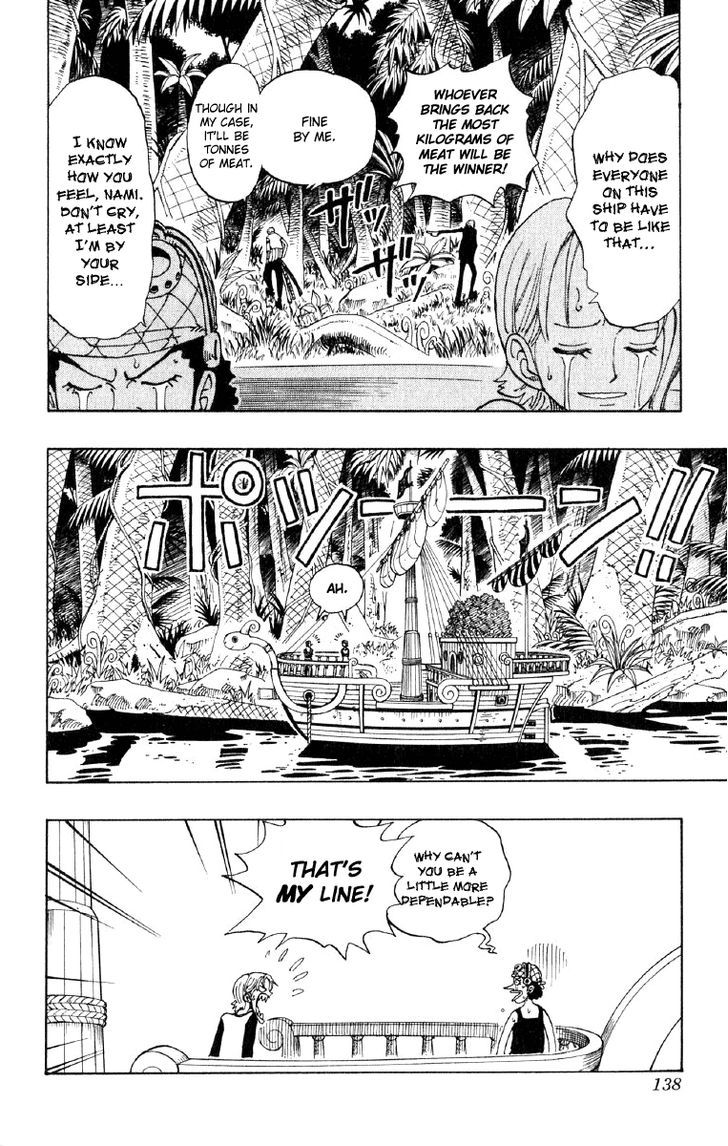 WHY DOES
EVERYONE
ON THIS
SHIP HAVE
TO BE LIKE
THAT...
WHOEVER
BRINGS BACK
THE MOST
KILOGRAMS OF
MEAT WILL BE
THE WINNER!
FINE
BY ME.
THOUGH IN
MY CASE,
IT'LL BE
TONNES
OF MEAT.
ザッ
ザッ
I KNOW
EXACTLY
HOW YOU
FEEL, NAMI.
DON'T CRY,
AT LEAST
I'M BY
YOUR
SIDE...
ポツーーン!!
AH.
WHY CAN'T
YOU BE A
LITTLE MORE
DEPENDABLE?
THAT'S
MY LINE!
138